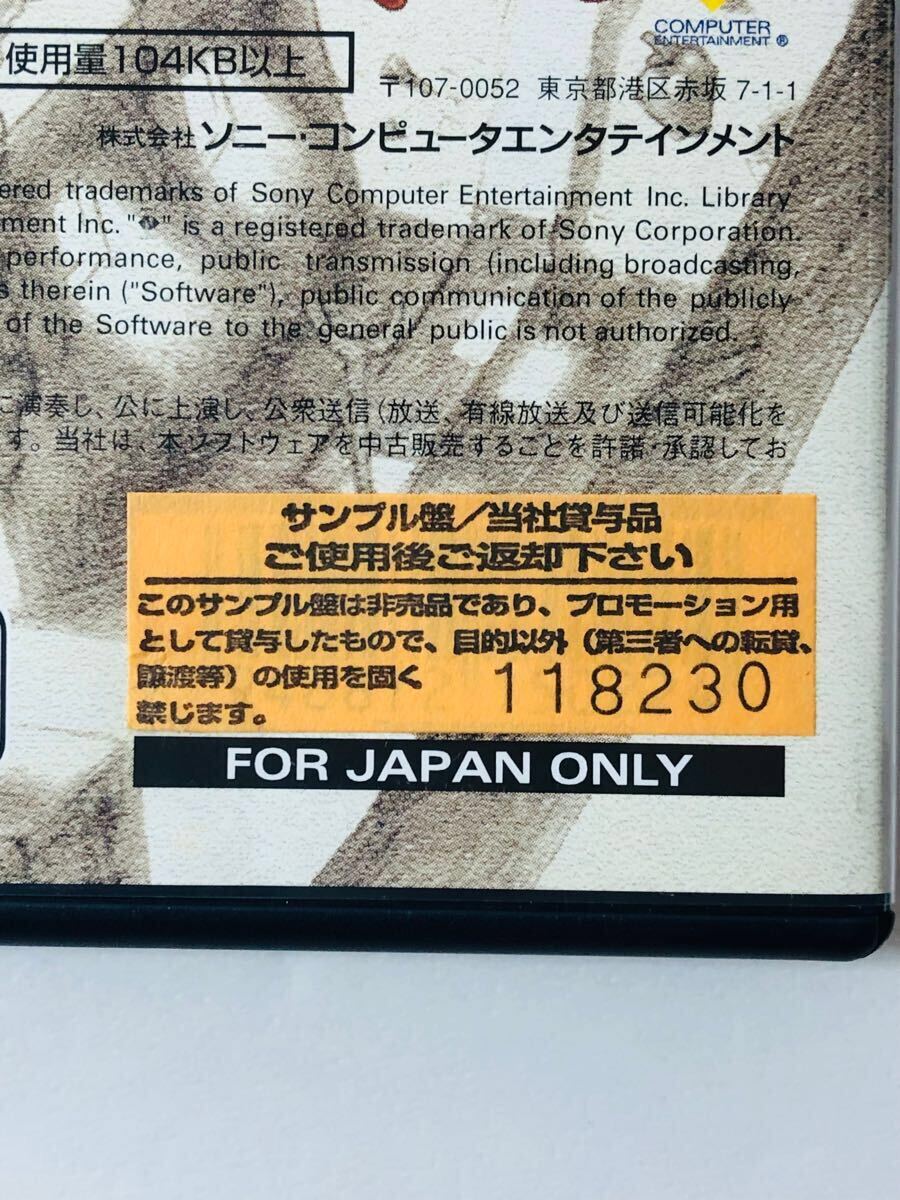 COMPUTER
ENTERTAINMENT ®
使用量104KB以上
〒107-0052 東京都港区赤坂 7-1-1
株式会社 ソニー・コンピュータエンタテインメント
ered trademarks of Sony Computer Entertainment Inc. Library
ment Inc. " " is a registered trademark of Sony Corporation.
performance, public transmission (including broadcasting,
s therein ("Software"), public communication of the publicly
of the Software to the general public is not authorized.
に演奏し、公に上演し、公衆送信(放送、有線放送及び送信可能化を
す。当社は、本ソフトウェアを中古販売することを許諾・承認してお
サンプル盤/当社貸与品
ご使用後ご返却下さい
このサンプル盤は非売品であり、プロモーション用
として貸与したもので、目的以外(第三者への転貸、
譲渡等)の使用を固く
禁じます。
118230
FOR JAPAN ONLY